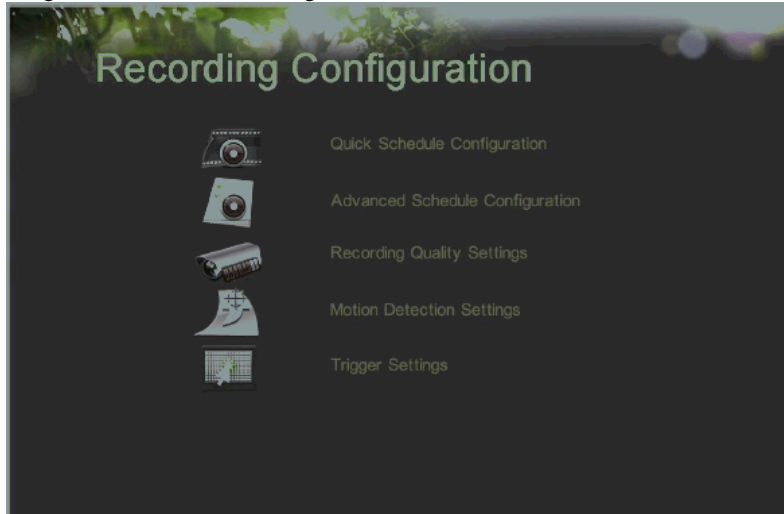 Recording Configuration
Quick Schedule Configuration
Advanced Schedule Configuration
Recording Quality Settings
Motion Detection Settings
Trigger Settings